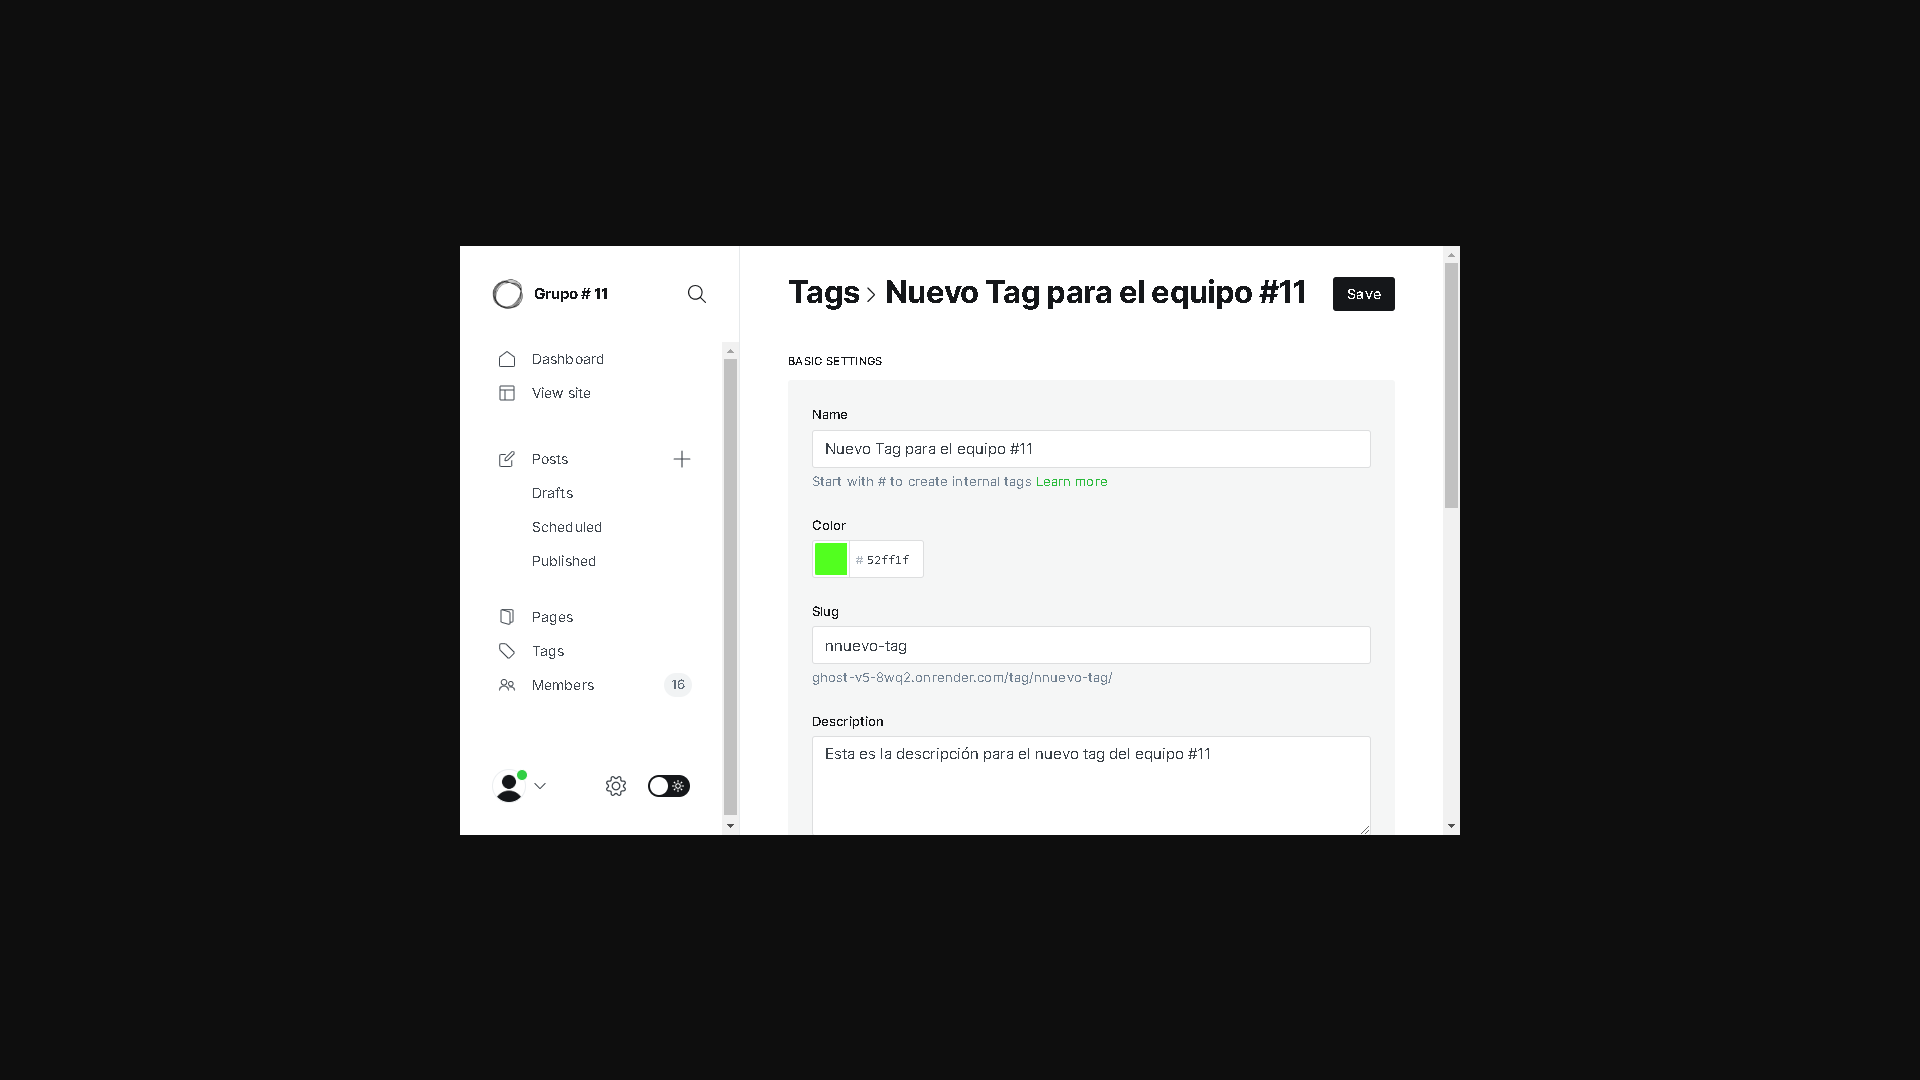 Grupo # 11
Dashboard
View site
Posts
Drafts
Scheduled
Published
Pages
Tags
Members 16
Tags > Nuevo Tag para el equipo #11
Save
BASIC SETTINGS
Name
Nuevo Tag para el equipo #11
Start with # to create internal tags Learn more
Color
# 52ff1f
Slug
nnuevo-tag
ghost-v5-8wq2.onrender.com/tag/nnuevo-tag/
Description
Esta es la descripción para el nuevo tag del equipo #11